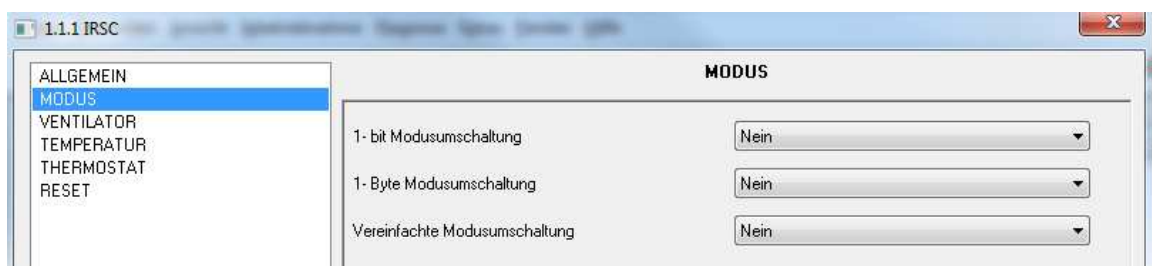 1.1.1 IRSC
ALLGEMEIN
MODUS
VENTILATOR
TEMPERATUR
THERMOSTAT
RESET
MODUS
1- bit Modusumschaltung Nein
1- Byte Modusumschaltung Nein
Vereinfachte Modusumschaltung Nein